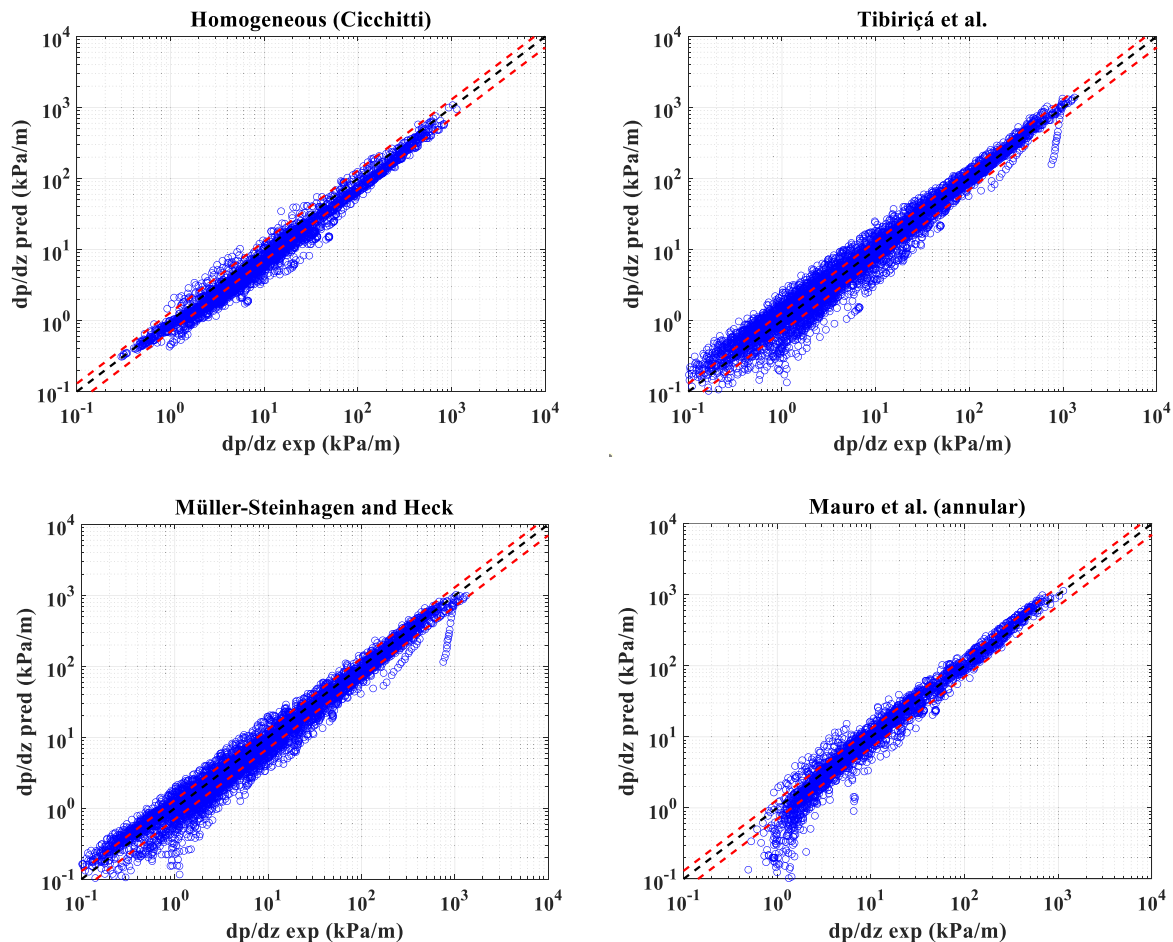 Homogeneous (Cicchitti)
10^4
10^3
10^2
10^1
10^0
10^-1
dp/dz pred (kPa/m)
10^-1 10^0 10^1 10^2 10^3 10^4
dp/dz exp (kPa/m)
Tibiriçá et al.
10^4
10^3
10^2
10^1
10^0
10^-1
dp/dz pred (kPa/m)
10^-1 10^0 10^1 10^2 10^3 10^4
dp/dz exp (kPa/m)
Müller-Steinhagen and Heck
10^4
10^3
10^2
10^1
10^0
10^-1
dp/dz pred (kPa/m)
10^-1 10^0 10^1 10^2 10^3 10^4
dp/dz exp (kPa/m)
Mauro et al. (annular)
10^4
10^3
10^2
10^1
10^0
10^-1
dp/dz pred (kPa/m)
10^-1 10^0 10^1 10^2 10^3 10^4
dp/dz exp (kPa/m)